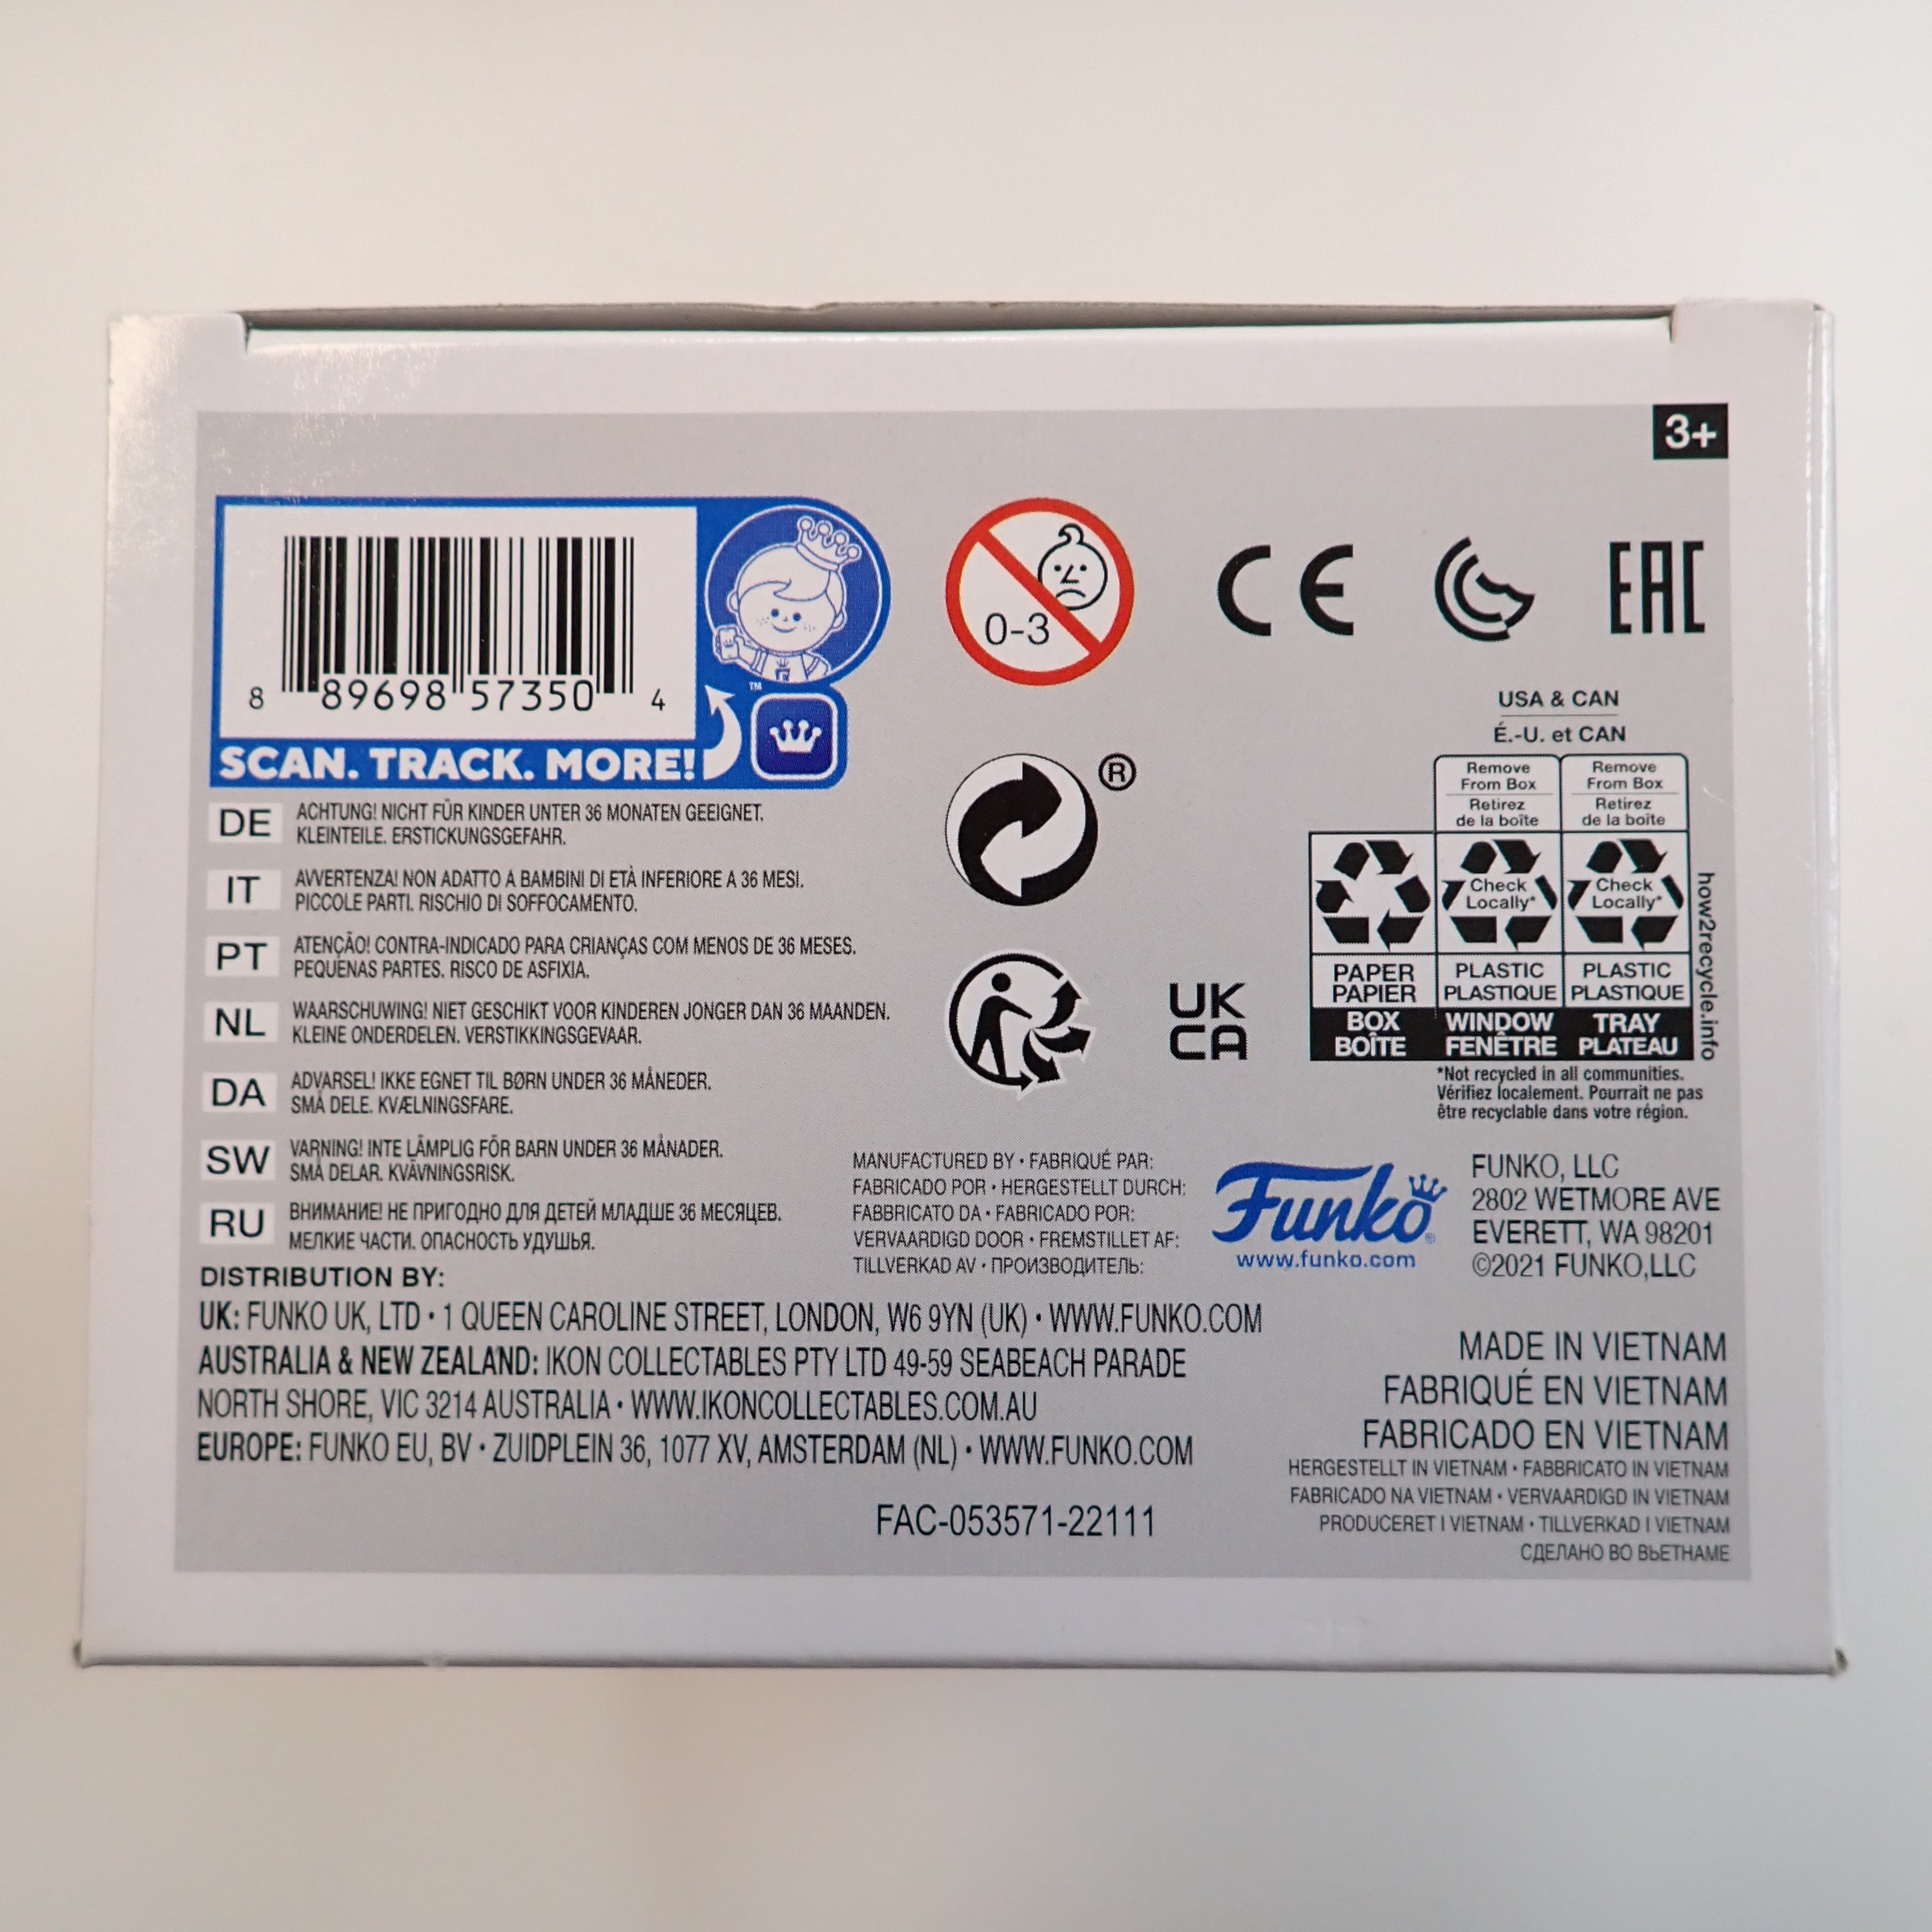 3+
8 89698 57350 4
™
SCAN. TRACK. MORE!
0-3
CE
EAC
DE ACHTUNG! NICHT FÜR KINDER UNTER 36 MONATEN GEEIGNET.
KLEINTEILE. ERSTICKUNGSGEFAHR.
IT AVVERTENZA! NON ADATTO A BAMBINI DI ETÀ INFERIORE A 36 MESI.
PICCOLE PARTI. RISCHIO DI SOFFOCAMENTO.
PT ATENÇÃO! CONTRA-INDICADO PARA CRIANÇAS COM MENOS DE 36 MESES.
PEQUENAS PARTES. RISCO DE ASFIXIA.
NL WAARSCHUWING! NIET GESCHIKT VOOR KINDEREN JONGER DAN 36 MAANDEN.
KLEINE ONDERDELEN. VERSTIKKINGSGEVAAR.
DA ADVARSEL! IKKE EGNET TIL BØRN UNDER 36 MÅNEDER.
SMÅ DELE. KVÆLNINGSFARE.
SW VARNING! INTE LÄMPLIG FÖR BARN UNDER 36 MÅNADER.
SMÅ DELAR. KVÄVNINGSRISK.
RU ВНИМАНИЕ! НЕ ПРИГОДНО ДЛЯ ДЕТЕЙ МЛАДШЕ 36 МЕСЯЦЕВ.
МЕЛКИЕ ЧАСТИ. ОПАСНОСТЬ УДУШЬЯ.
®
UK
CA
USA & CAN
É.-U. et CAN
Remove From Box
Retirez de la boîte
Remove From Box
Retirez de la boîte
Check Locally*
Check Locally*
PAPER PAPIER
PLASTIC PLASTIQUE
PLASTIC PLASTIQUE
BOX BOÎTE
WINDOW FENÊTRE
TRAY PLATEAU
how2recycle.info
*Not recycled in all communities.
Vérifiez localement. Pourrait ne pas
être recyclable dans votre région.
MANUFACTURED BY • FABRIQUÉ PAR:
FABRICADO POR • HERGESTELLT DURCH:
FABBRICATO DA • FABRICADO POR:
VERVAARDIGD DOOR • FREMSTILLET AF:
TILLVERKAD AV • ПРОИЗВОДИТЕЛЬ:
Funko®
www.funko.com
FUNKO, LLC
2802 WETMORE AVE
EVERETT, WA 98201
©2021 FUNKO,LLC
DISTRIBUTION BY:
UK: FUNKO UK, LTD • 1 QUEEN CAROLINE STREET, LONDON, W6 9YN (UK) • WWW.FUNKO.COM
AUSTRALIA & NEW ZEALAND: IKON COLLECTABLES PTY LTD 49-59 SEABEACH PARADE
NORTH SHORE, VIC 3214 AUSTRALIA • WWW.IKONCOLLECTABLES.COM.AU
EUROPE: FUNKO EU, BV • ZUIDPLEIN 36, 1077 XV, AMSTERDAM (NL) • WWW.FUNKO.COM
FAC-053571-22111
MADE IN VIETNAM
FABRIQUÉ EN VIETNAM
FABRICADO EN VIETNAM
HERGESTELLT IN VIETNAM • FABBRICATO IN VIETNAM
FABRICADO NA VIETNAM • VERVAARDIGD IN VIETNAM
PRODUCERET I VIETNAM • TILLVERKAD I VIETNAM
СДЕЛАНО ВО ВЬЕТНАМЕ